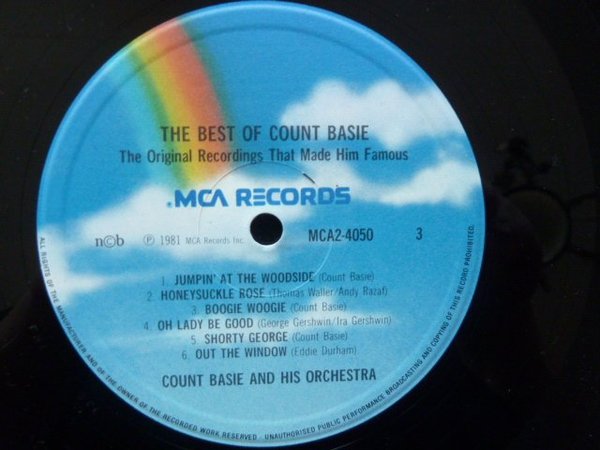 THE BEST OF COUNT BASIE
The Original Recordings That Made Him Famous
MCA RECORDS
n©b ℗ 1981 MCA Records Inc. MCA2-4050 3
1. JUMPIN' AT THE WOODSIDE (Count Basie)
2. HONEYSUCKLE ROSE (Thomas Waller/Andy Razaf)
3. BOOGIE WOOGIE (Count Basie)
4. OH LADY BE GOOD (George Gershwin/Ira Gershwin)
5. SHORTY GEORGE (Count Basie)
6. OUT THE WINDOW (Eddie Durham)
COUNT BASIE AND HIS ORCHESTRA
ALL RIGHTS OF THE MANUFACTURER AND OF THE OWNER OF THE RECORDED WORK RESERVED - UNAUTHORISED PUBLIC PERFORMANCE BROADCASTING AND COPYING OF THIS RECORD PROHIBITED.